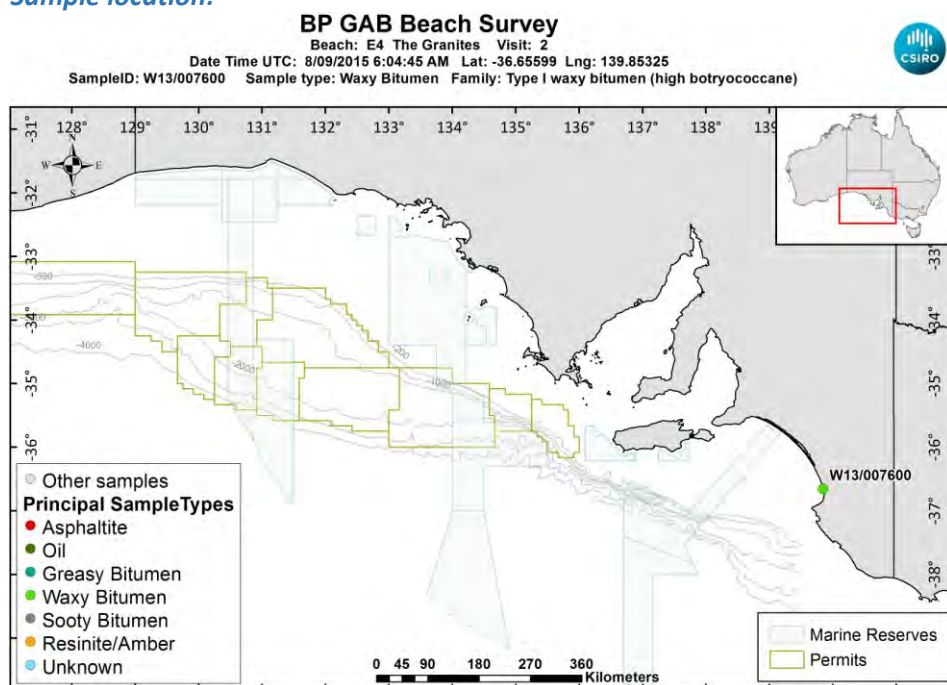 Sample location:
BP GAB Beach Survey
Beach: E4 The Granites Visit: 2
Date Time UTC: 8/09/2015 6:04:45 AM Lat: -36.65599 Lng: 139.85325
SampleID: W13/007600 Sample type: Waxy Bitumen Family: Type I waxy bitumen (high botryococcane)
CSIRO
128° 129° 130° 131° 132° 133° 134° 135° 136° 137° 138° 139
-31°
-32°
-33°
-34°
-35°
-36°
N
W E
S
-33°
-34°
-35°
-36°
-37°
-38°
-4000
-2000
-200
-1000
W13/007600
Other samples
Principal SampleTypes
Asphaltite
Oil
Greasy Bitumen
Waxy Bitumen
Sooty Bitumen
Resinite/Amber
Unknown
0 45 90 180 270 360
Kilometers
Marine Reserves
Permits